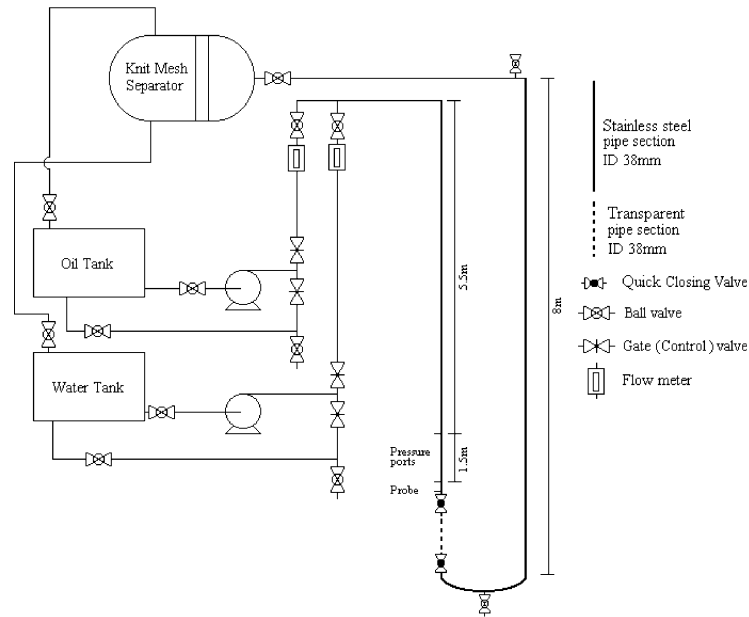 Knit Mesh
Separator
Oil Tank
Water Tank
Pressure
ports
Probe
5.5m
1.5m
8m
Stainless steel
pipe section
ID 38mm
Transparent
pipe section
ID 38mm
Quick Closing Valve
Ball valve
Gate (Control) valve
Flow meter